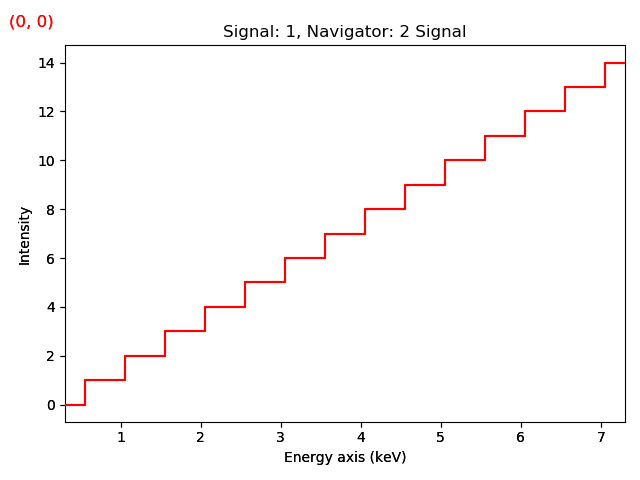 (0, 0)
Signal: 1, Navigator: 2 Signal
14
12
10
8
6
4
2
0
Intensity
1 2 3 4 5 6 7
Energy axis (keV)